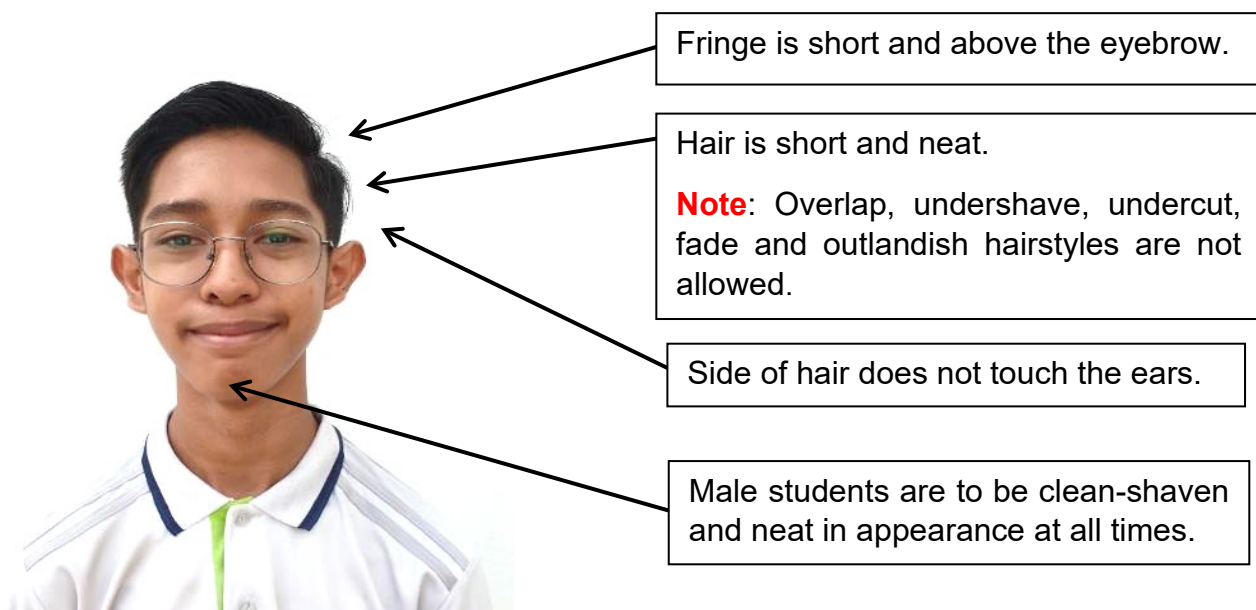 Fringe is short and above the eyebrow.
Hair is short and neat.
Note: Overlap, undershave, undercut,
fade and outlandish hairstyles are not
allowed.
Side of hair does not touch the ears.
Male students are to be clean-shaven
and neat in appearance at all times.